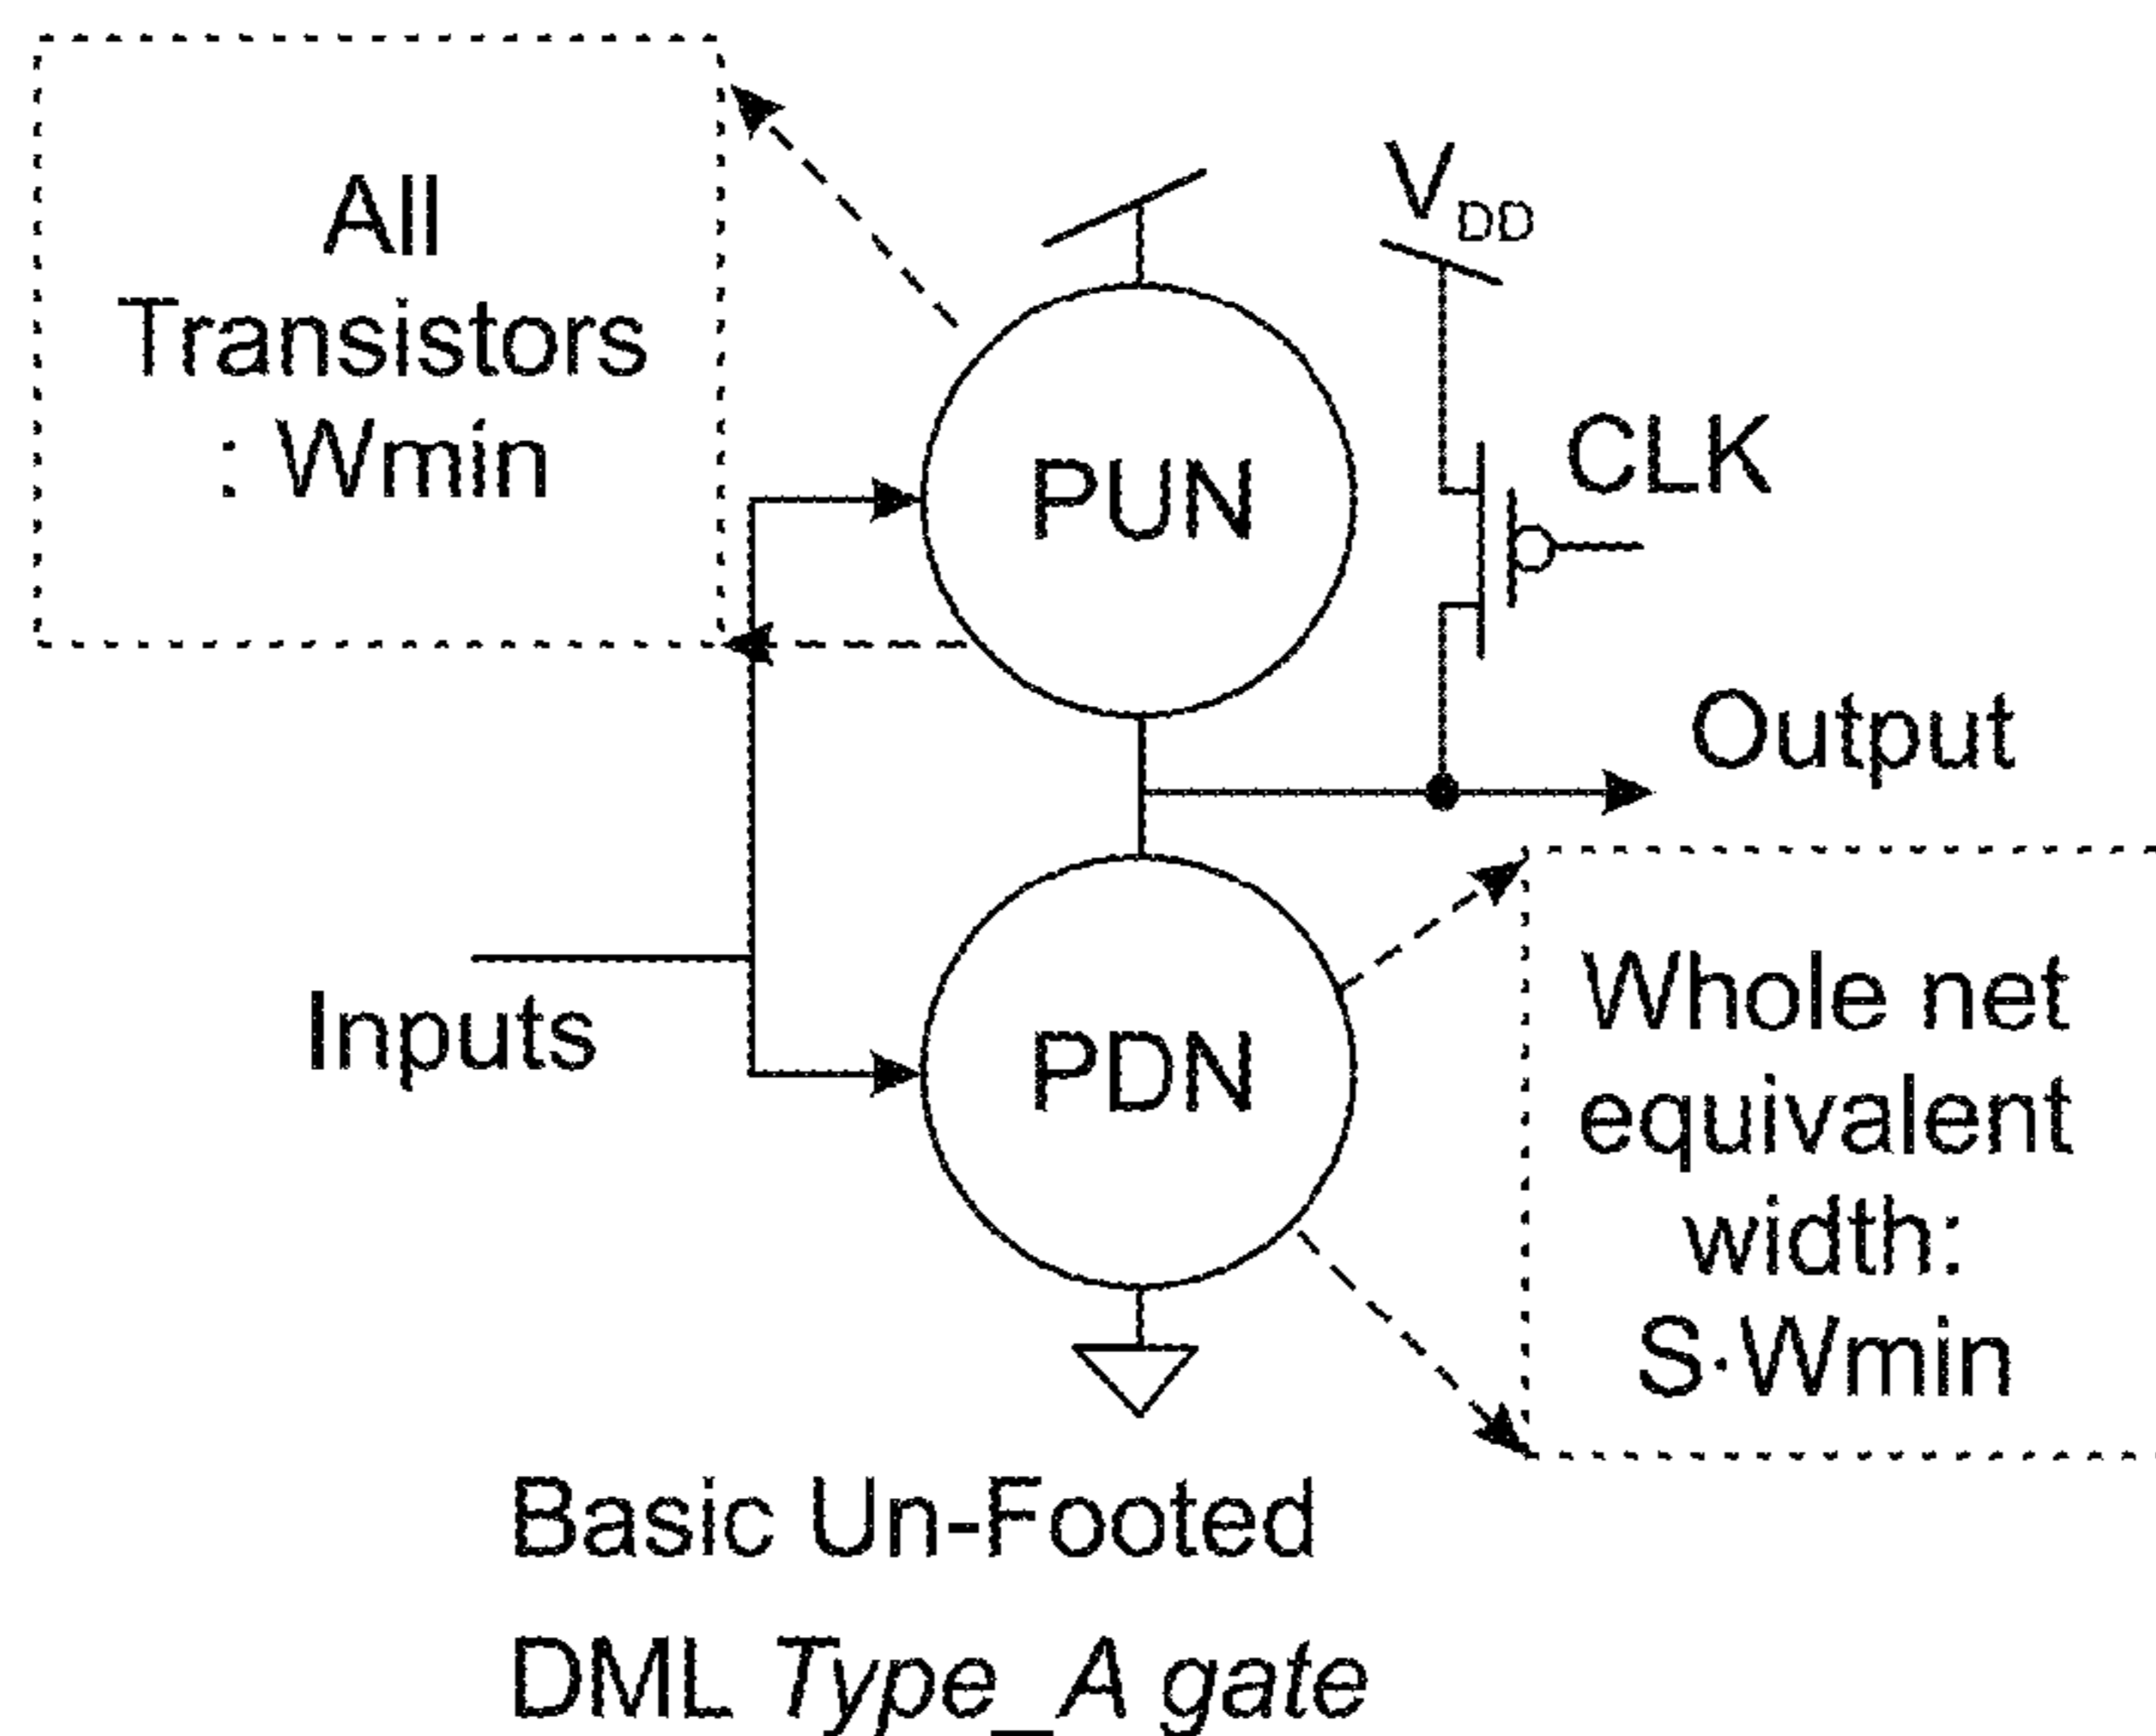 All
Transistors
: Wmin
V_DD
PUN
CLK
Output
Inputs
PDN
Whole net
equivalent
width:
S·Wmin
Basic Un-Footed
DML Type_A gate